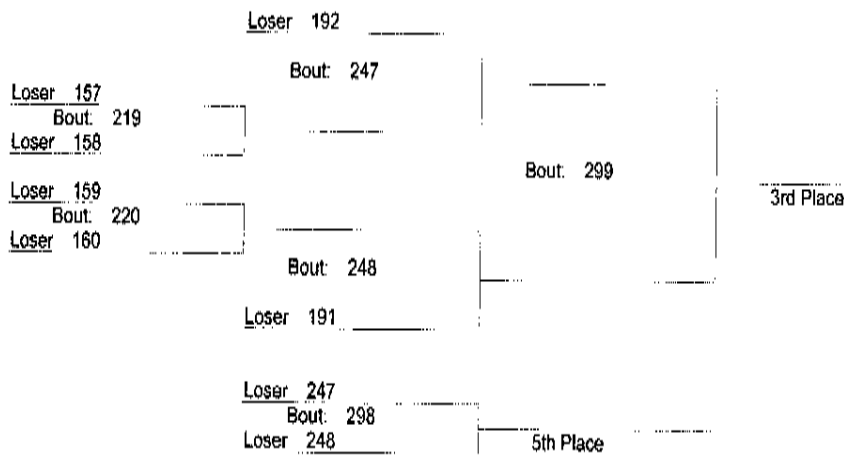 Loser 192
Bout: 247
Loser 157
Bout: 219
Loser 158
Bout: 299
Loser 159
3rd Place
Bout: 220
Loser 160
Bout: 248
Loser 191
Loser 247
Bout: 298
Loser 248
5th Place